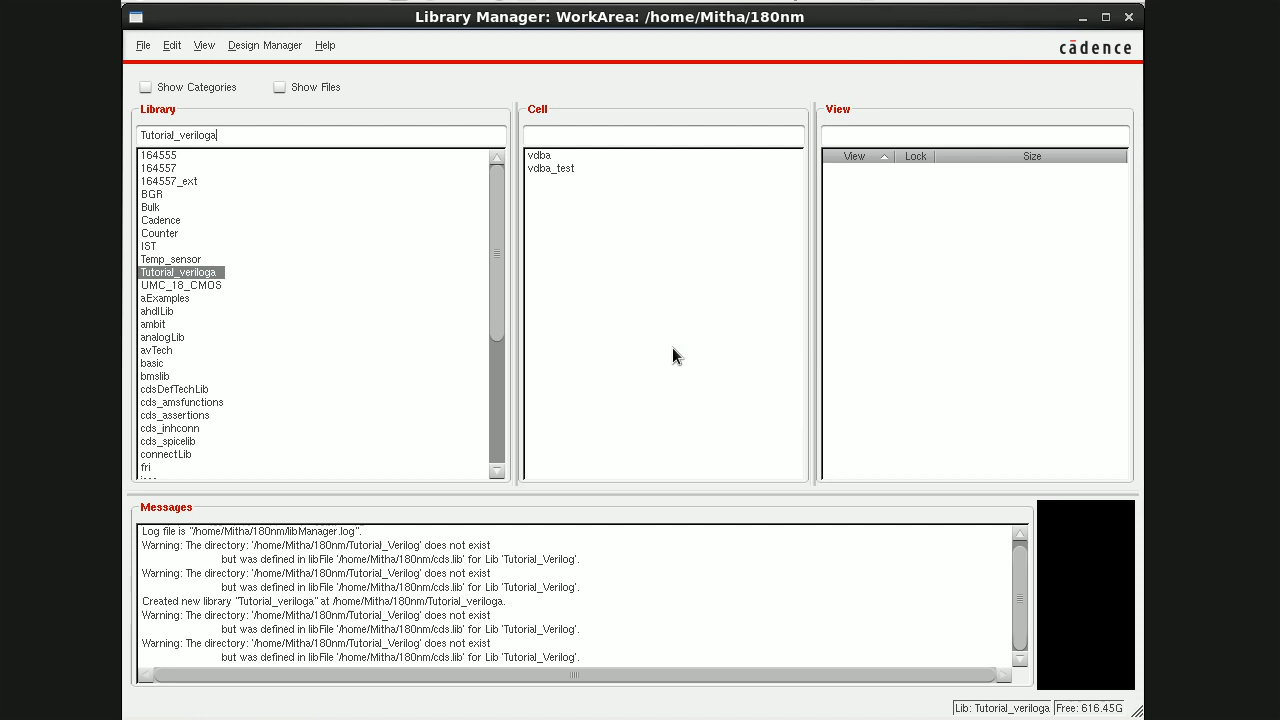 Library Manager: WorkArea: /home/Mitha/180nm
File Edit View Design Manager Help
cādence
Show Categories Show Files
Library
Tutorial_veriloga
164555
164557
164557_ext
BGR
Bulk
Cadence
Counter
IST
Temp_sensor
Tutorial_veriloga
UMC_18_CMOS
aExamples
ahdlLib
ambit
analogLib
avTech
basic
bmslib
cdsDefTechLib
cds_amsfunctions
cds_assertions
cds_inhconn
cds_spicelib
connectLib
fri
Cell
vdba
vdba_test
View
View Lock Size
Messages
Log file is "/home/Mitha/180nm/libManager.log".
Warning: The directory: '/home/Mitha/180nm/Tutorial_Verilog' does not exist
but was defined in libFile '/home/Mitha/180nm/cds.lib' for Lib 'Tutorial_Verilog'.
Warning: The directory: '/home/Mitha/180nm/Tutorial_Verilog' does not exist
but was defined in libFile '/home/Mitha/180nm/cds.lib' for Lib 'Tutorial_Verilog'.
Created new library "Tutorial_veriloga" at /home/Mitha/180nm/Tutorial_veriloga.
Warning: The directory: '/home/Mitha/180nm/Tutorial_Verilog' does not exist
but was defined in libFile '/home/Mitha/180nm/cds.lib' for Lib 'Tutorial_Verilog'.
Warning: The directory: '/home/Mitha/180nm/Tutorial_Verilog' does not exist
but was defined in libFile '/home/Mitha/180nm/cds.lib' for Lib 'Tutorial_Verilog'.
Lib: Tutorial_veriloga Free: 616.45G